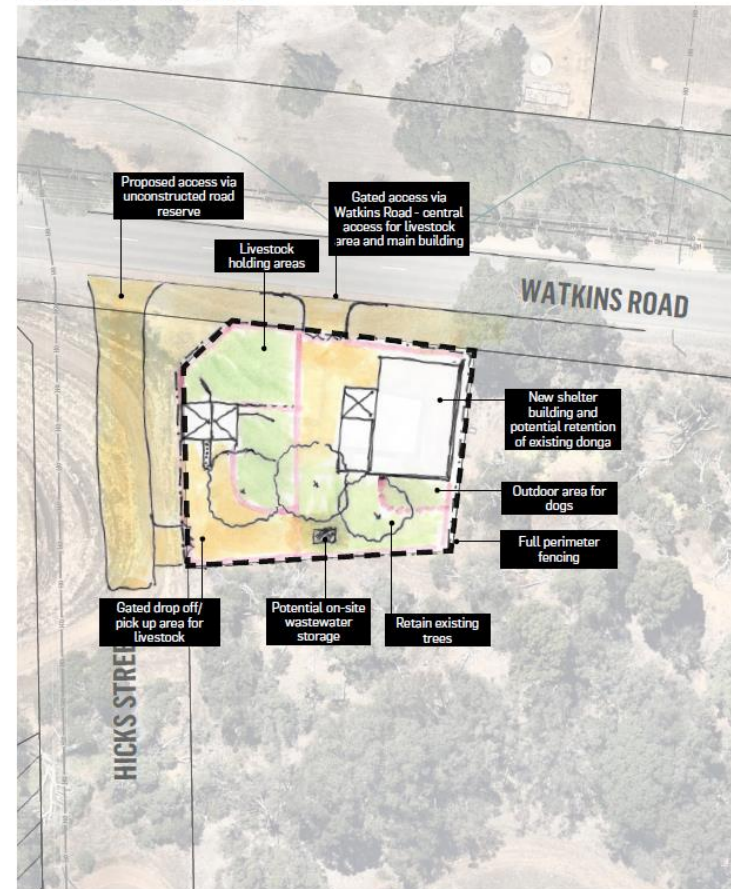 Proposed access via
unconstructed road
reserve
Gated access via
Watkins Road - central
access for livestock
area and main building
Livestock
holding areas
WATKINS ROAD
New shelter
building and
potential retention
of existing donga
Outdoor area for
dogs
Full perimeter
fencing
Gated drop off/
pick up area for
livestock
Potential on-site
wastewater
storage
Retain existing
trees
HICKS STREE